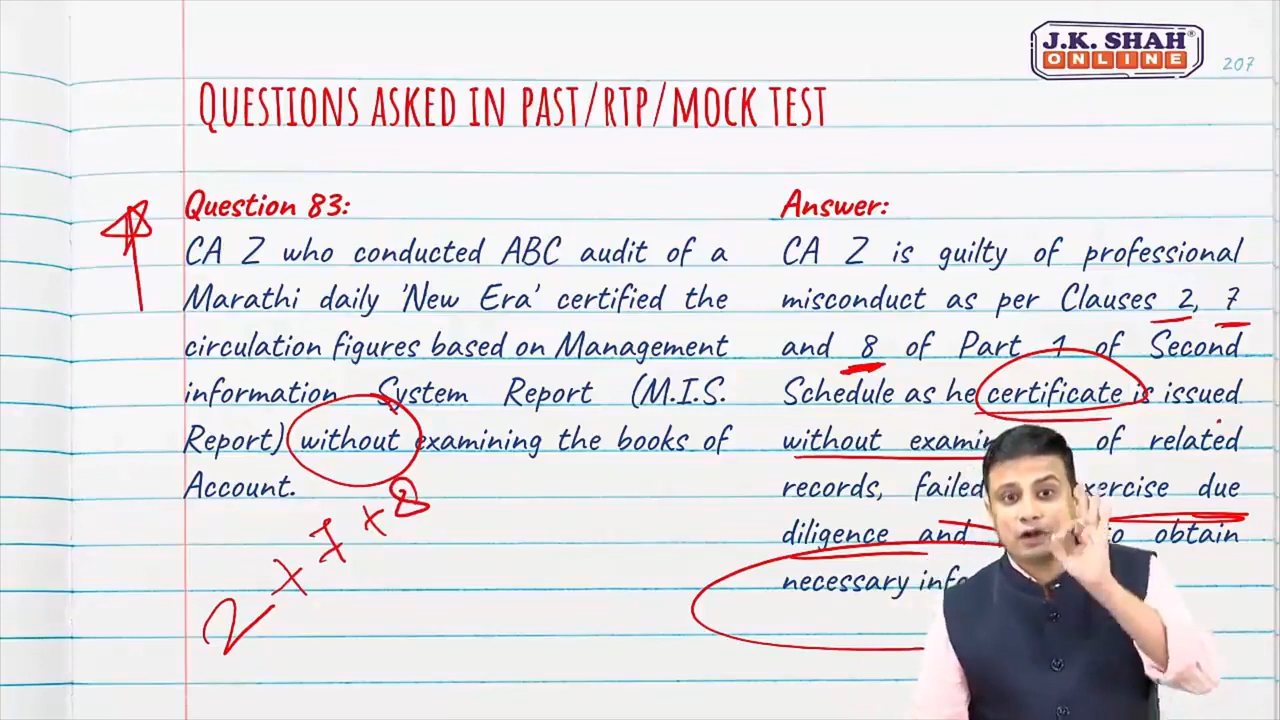 J.K. SHAH®
ONLINE
207
QUESTIONS ASKED IN PAST/RTP/MOCK TEST
Question 83:
CA Z who conducted ABC audit of a
Marathi daily 'New Era' certified the
circulation figures based on Management
information System Report (M.I.S.
Report) without examining the books of
Account.
2 x 7 x 8
Answer:
CA Z is guilty of professional
misconduct as per Clauses 2, 7
and 8 of Part 1 of Second
Schedule as he certificate is issued
without of related
records, failed exercise due
diligence and to obtain
necessary